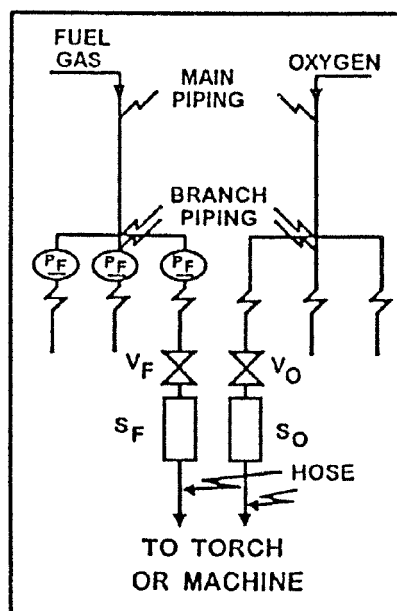 FUEL
GAS
OXYGEN
MAIN
PIPING
BRANCH
PIPING
PF PF PF
VF VO
SF SO
HOSE
TO TORCH
OR MACHINE